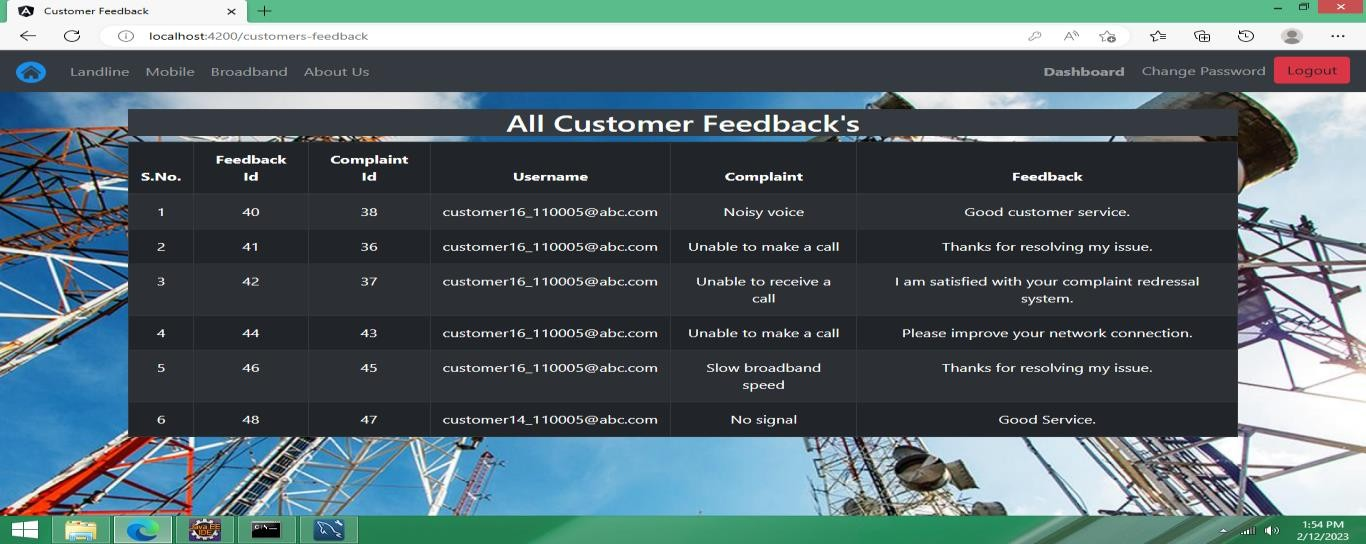 Customer Feedback
localhost:4200/customers-feedback
Landline Mobile Broadband About Us Dashboard Change Password Logout
All Customer Feedback's
S.No. Feedback Id Complaint Id Username Complaint Feedback
1 40 38 customer16_110005@abc.com Noisy voice Good customer service.
2 41 36 customer16_110005@abc.com Unable to make a call Thanks for resolving my issue.
3 42 37 customer16_110005@abc.com Unable to receive a call I am satisfied with your complaint redressal system.
4 44 43 customer16_110005@abc.com Unable to make a call Please improve your network connection.
5 46 45 customer16_110005@abc.com Slow broadband speed Thanks for resolving my issue.
6 48 47 customer14_110005@abc.com No signal Good Service.
Java EE
IDE
1:54 PM
2/12/2023